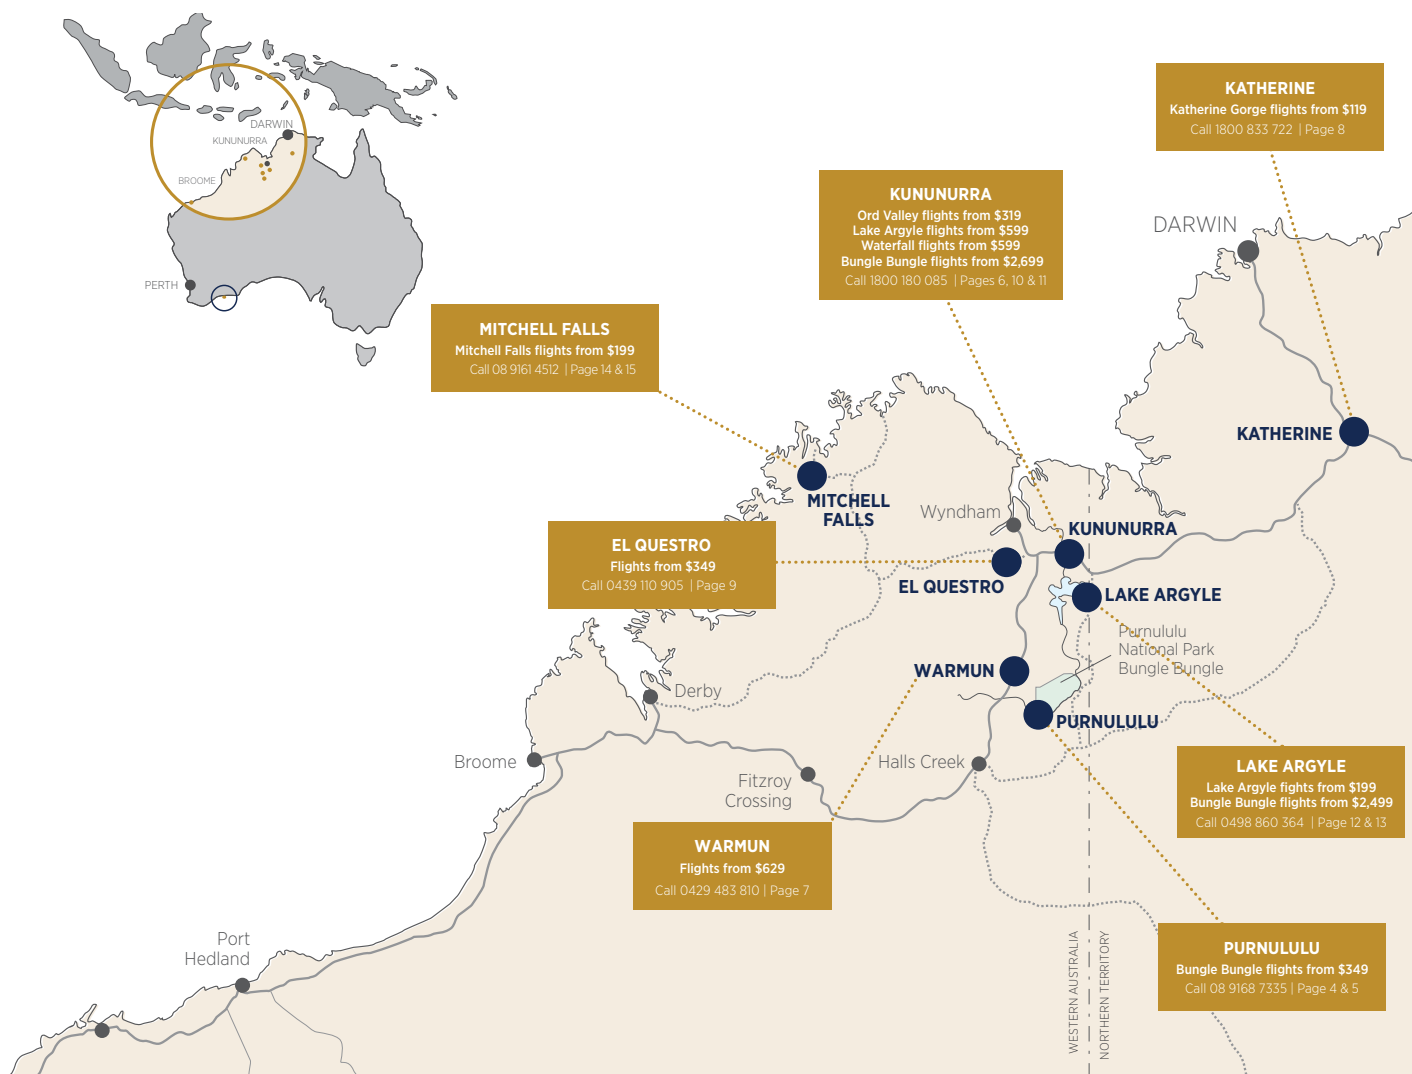 DARWIN
KUNUNURRA
BROOME
PERTH
KATHERINE
Katherine Gorge flights from $119
Call 1800 833 722 | Page 8
KUNUNURRA
Ord Valley flights from $319
Lake Argyle flights from $599
Waterfall flights from $599
Bungle Bungle flights from $2,699
Call 1800 180 085 | Pages 6, 10 & 11
DARWIN
MITCHELL FALLS
Mitchell Falls flights from $199
Call 08 9161 4512 | Page 14 & 15
KATHERINE
MITCHELL
FALLS
Wyndham
KUNUNURRA
EL QUESTRO
Flights from $349
Call 0439 110 905 | Page 9
EL QUESTRO
LAKE ARGYLE
Purnululu
National Park
Bungle Bungle
WARMUN
Derby
PURNULULU
Broome
Halls Creek
Fitzroy
Crossing
LAKE ARGYLE
Lake Argyle fights from $199
Bungle Bungle flights from $2,499
Call 0498 860 364 | Page 12 & 13
WARMUN
Flights from $629
Call 0429 483 810 | Page 7
Port
Hedland
WESTERN AUSTRALIA
NORTHERN TERRITORY
PURNULULU
Bungle Bungle flights from $349
Call 08 9168 7335 | Page 4 & 5